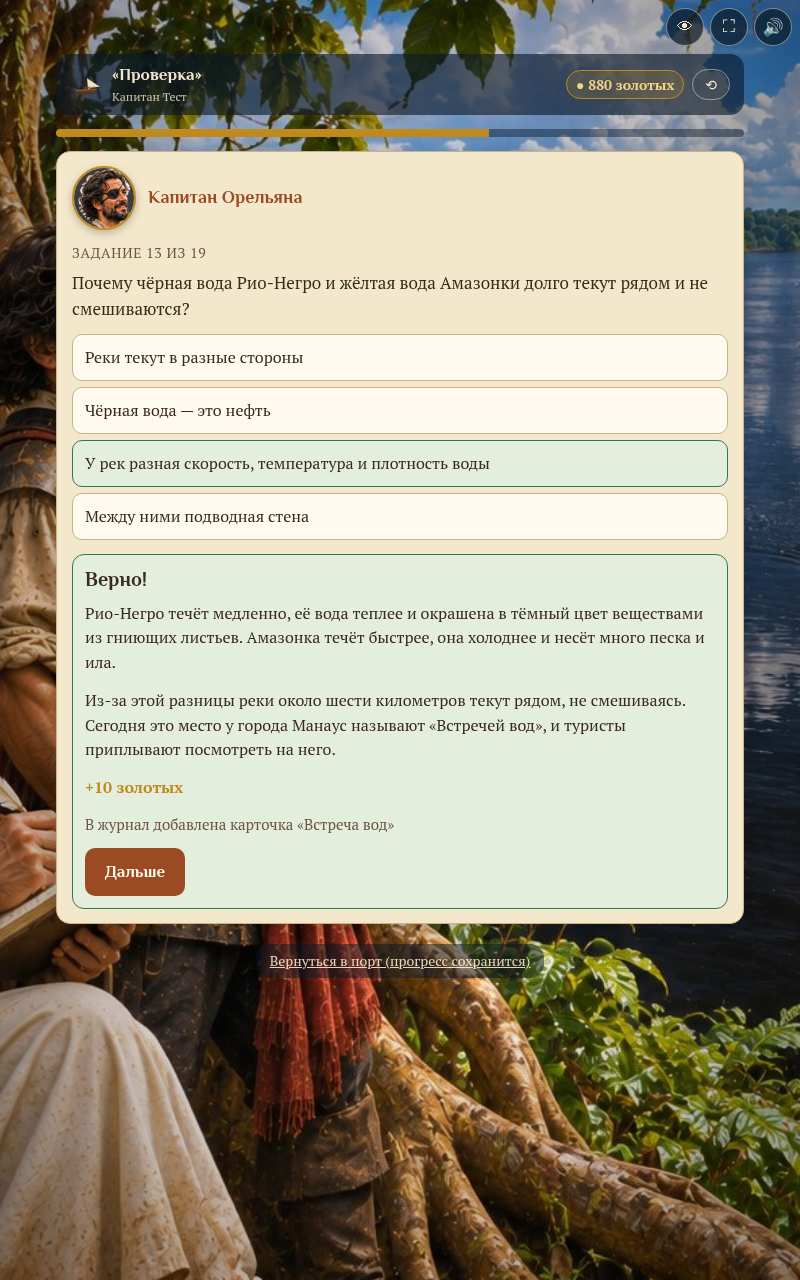 «Проверка»
Капитан Тест
● 880 золотых
Капитан Орельяна
ЗАДАНИЕ 13 ИЗ 19
Почему чёрная вода Рио-Негро и жёлтая вода Амазонки долго текут рядом и не
смешиваются?
Реки текут в разные стороны
Чёрная вода — это нефть
У рек разная скорость, температура и плотность воды
Между ними подводная стена
Верно!
Рио-Негро течёт медленно, её вода теплее и окрашена в тёмный цвет веществами
из гниющих листьев. Амазонка течёт быстрее, она холоднее и несёт много песка и
ила.
Из-за этой разницы реки около шести километров текут рядом, не смешиваясь.
Сегодня это место у города Манаус называют «Встречей вод», и туристы
приплывают посмотреть на него.
+10 золотых
В журнал добавлена карточка «Встреча вод»
Дальше
Вернуться в порт (прогресс сохранится)